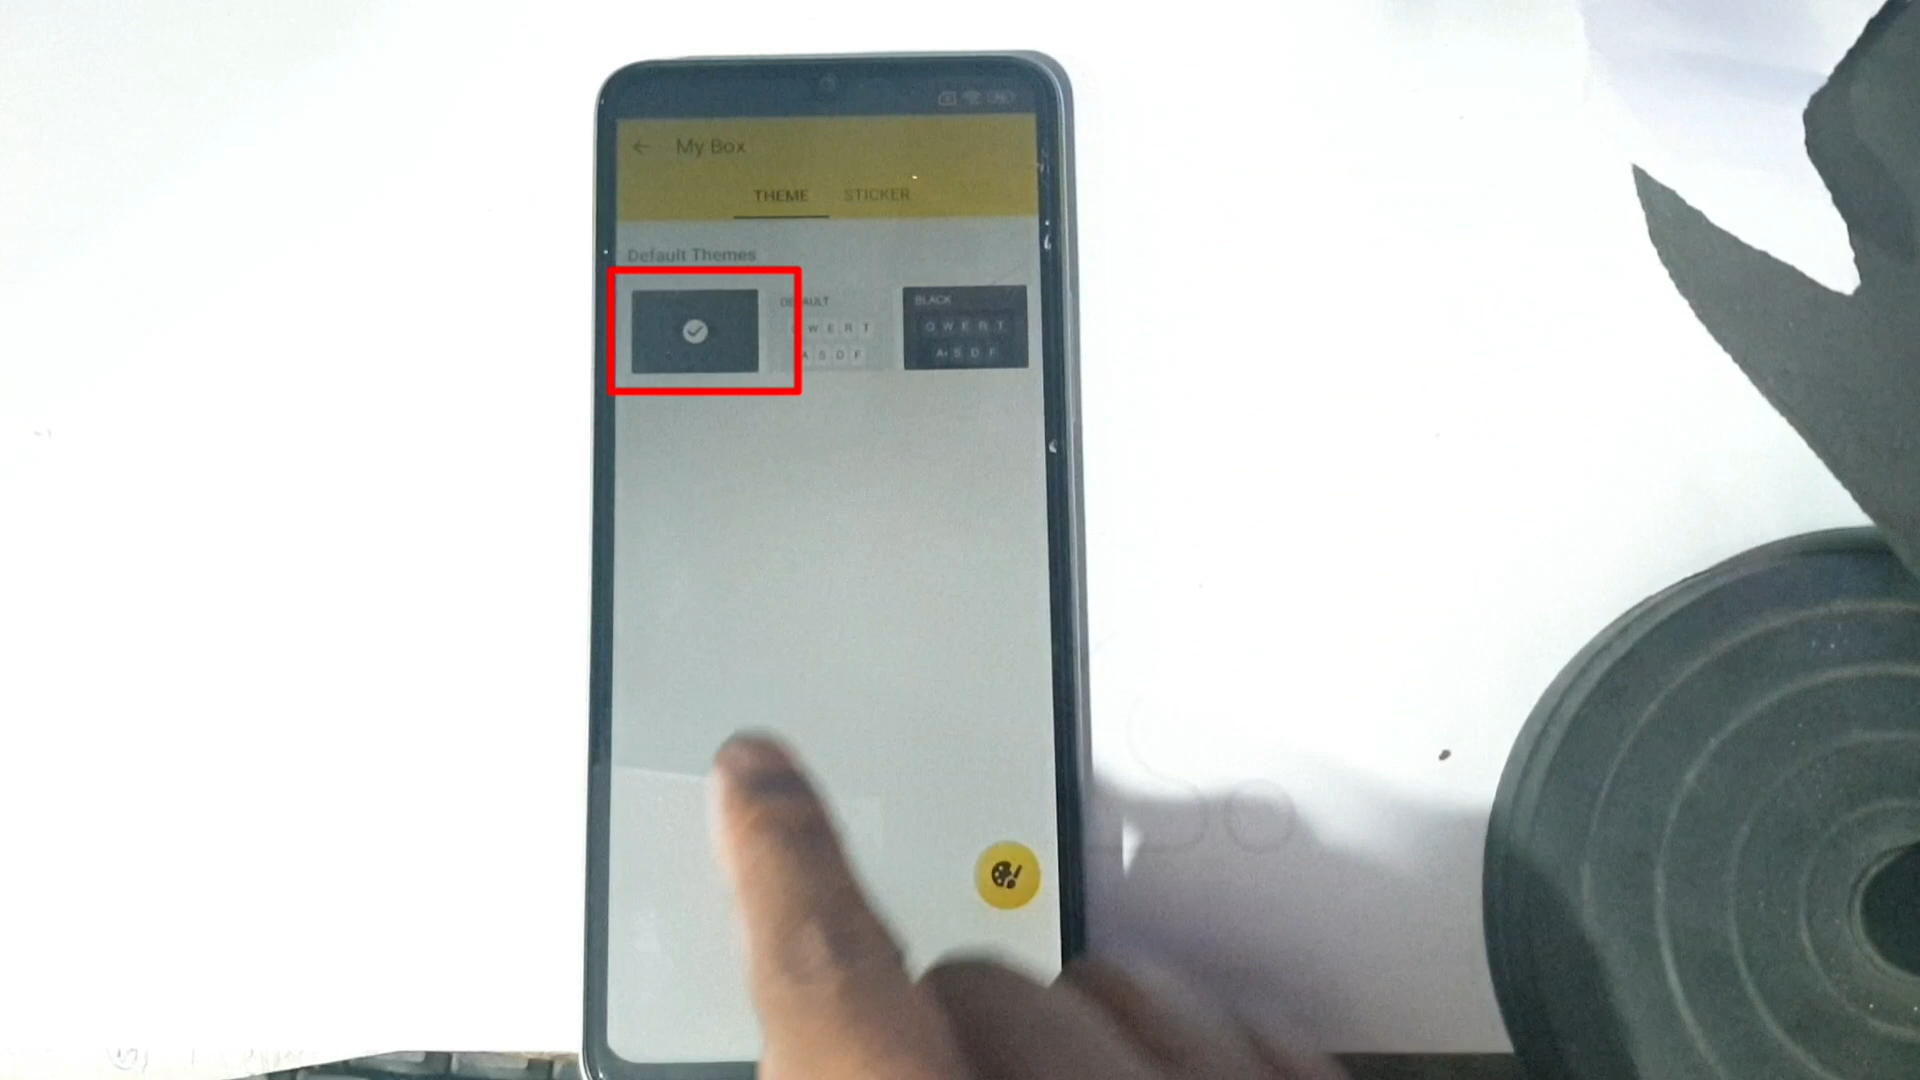 My Box
THEME STICKER
Default Themes
BLACK
W E R T
Q W E R T
A S D F
A S D F